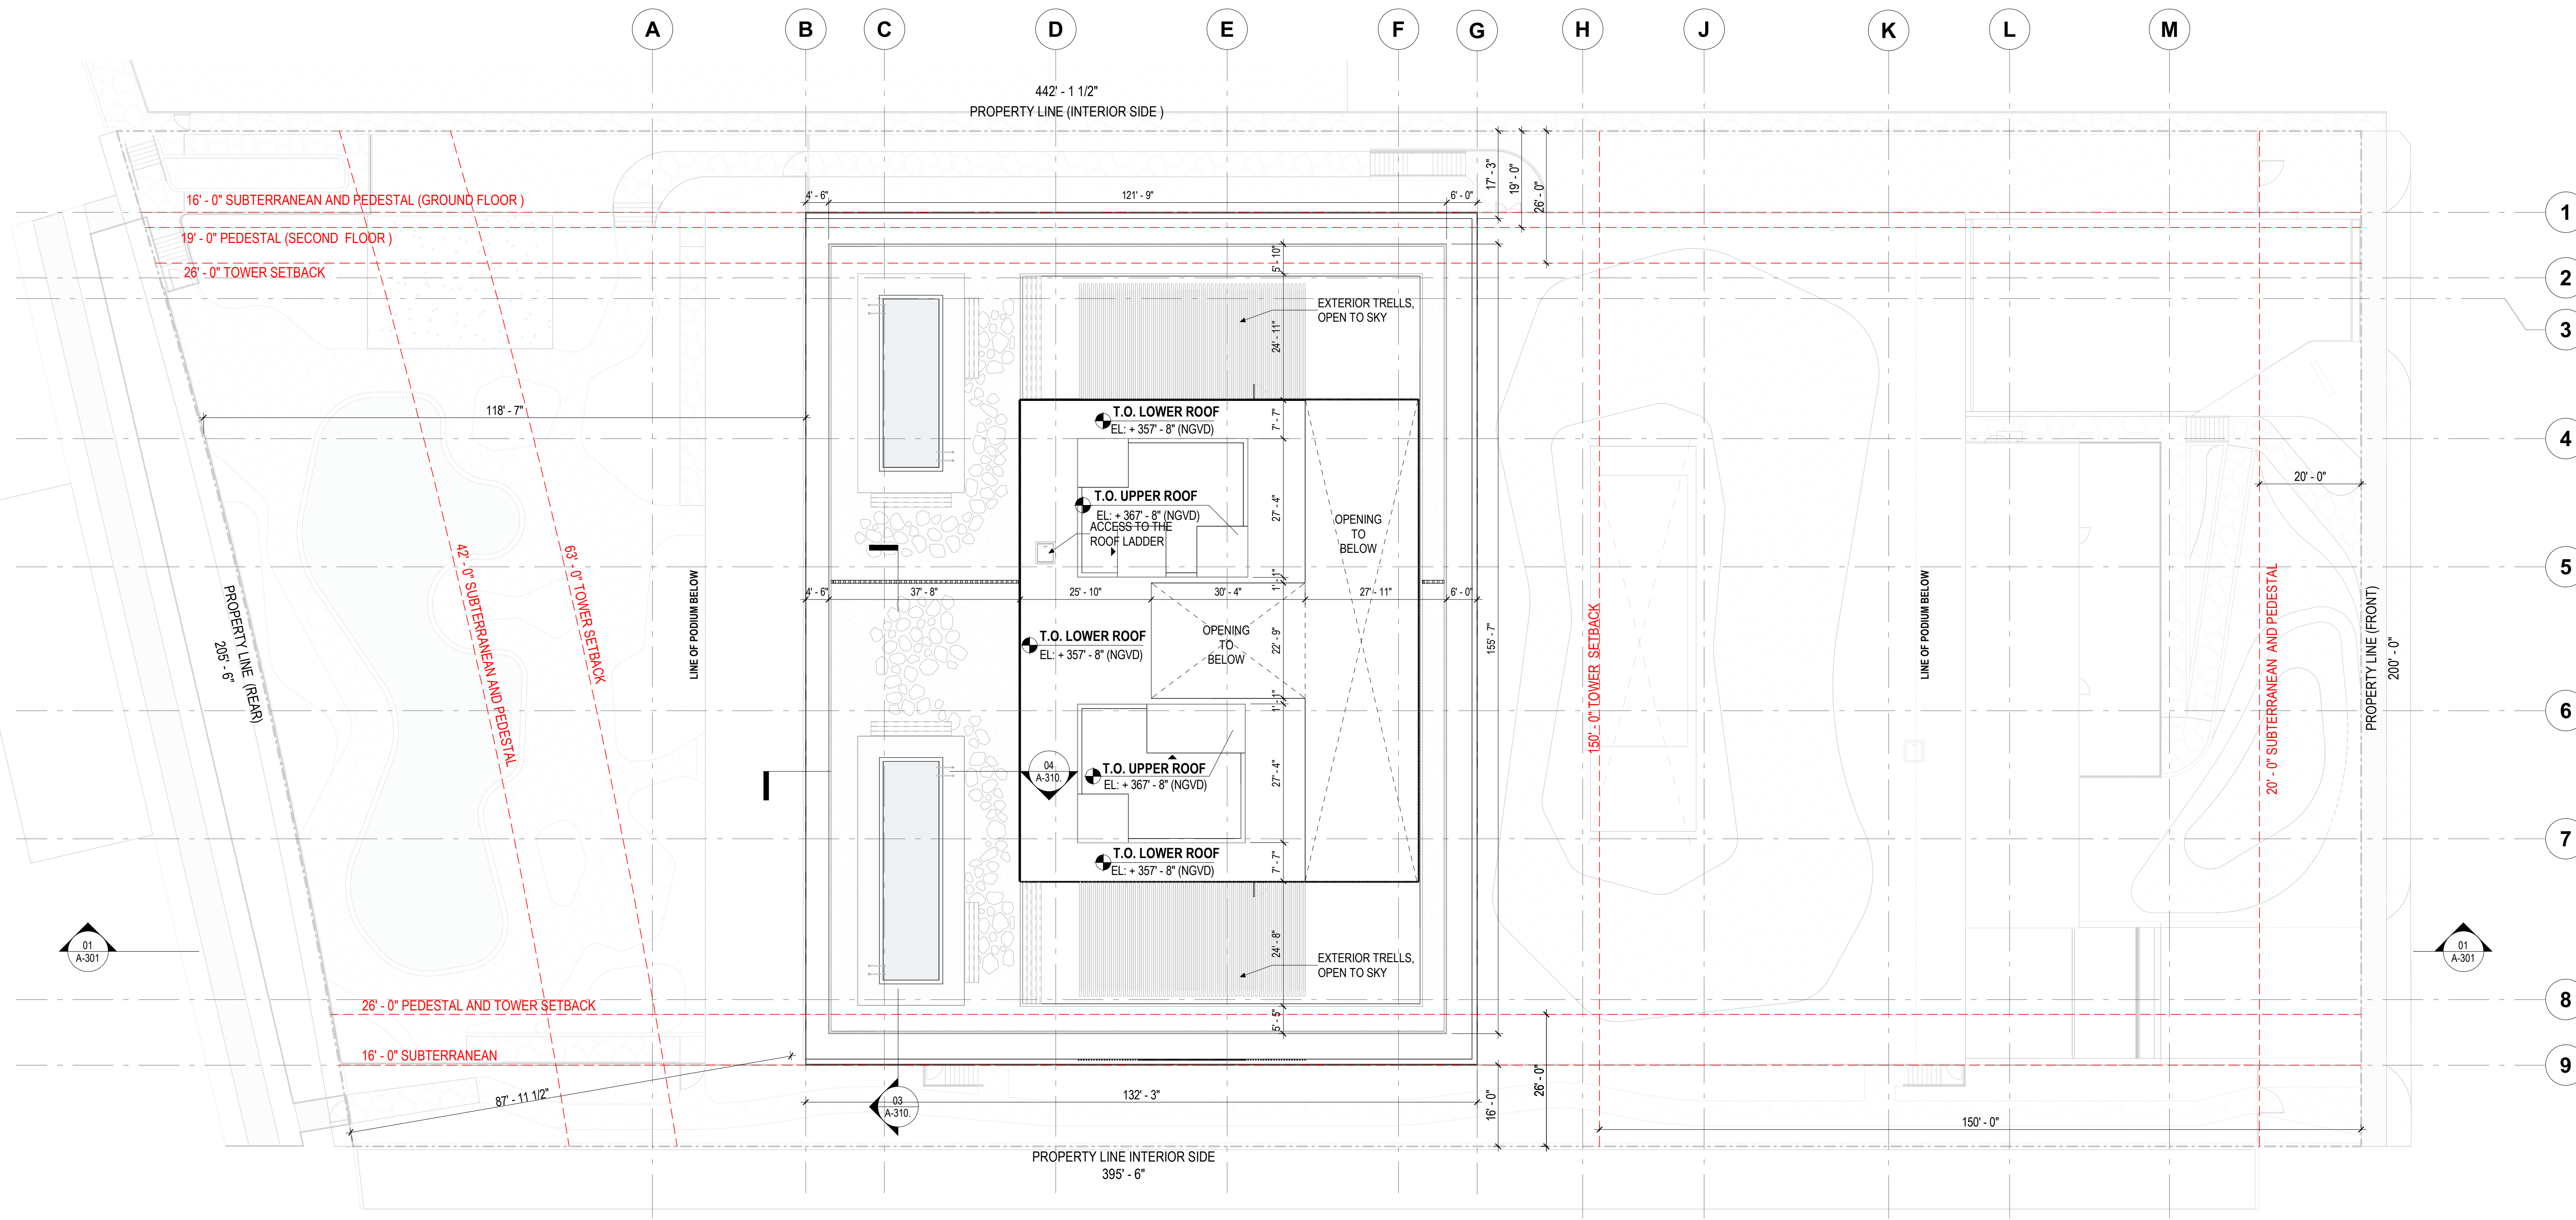 A
B
C
D
E
F
G
H
J
K
L
M
442' - 1 1/2"
PROPERTY LINE (INTERIOR SIDE )
17' - 3"
19' - 0"
26' - 0"
4' - 6"
121' - 9"
6' - 0"
16' - 0" SUBTERRANEAN AND PEDESTAL (GROUND FLOOR )
1
19' - 0" PEDESTAL (SECOND FLOOR )
26' - 0" TOWER SETBACK
5' - 10"
2
EXTERIOR TRELLS,
OPEN TO SKY
24' - 11"
3
118' - 7"
T.O. LOWER ROOF
EL: + 357' - 8" (NGVD)
7' - 7"
4
20' - 0"
T.O. UPPER ROOF
EL: + 367' - 8" (NGVD)
ACCESS TO THE
ROOF LADDER
27' - 4"
OPENING
TO
BELOW
5
42' - 0" SUBTERRANEAN AND PEDESTAL
63' - 0" TOWER SETBACK
LINE OF PODIUM BELOW
1' - 1"
4' - 6"
37' - 8"
25' - 10"
30' - 4"
27' - 11"
6' - 0"
PROPERTY LINE (REAR)
205' - 6"
T.O. LOWER ROOF
EL: + 357' - 8" (NGVD)
OPENING
TO
BELOW
22' - 9"
155' - 7"
150' - 0" TOWER SETBACK
LINE OF PODIUM BELOW
20' - 0" SUBTERRANEAN AND PEDESTAL
PROPERTY LINE (FRONT)
200' - 0"
1' - 1"
6
04
A-310.
T.O. UPPER ROOF
EL: + 367' - 8" (NGVD)
27' - 4"
7
T.O. LOWER ROOF
EL: + 357' - 8" (NGVD)
7' - 7"
01
A-301
24' - 8"
EXTERIOR TRELLS,
OPEN TO SKY
01
A-301
26' - 0" PEDESTAL AND TOWER SETBACK
8
5' - 5"
16' - 0" SUBTERRANEAN
9
87' - 11 1/2"
03
A-310.
132' - 3"
16' - 0"
26' - 0"
150' - 0"
PROPERTY LINE INTERIOR SIDE
395' - 6"